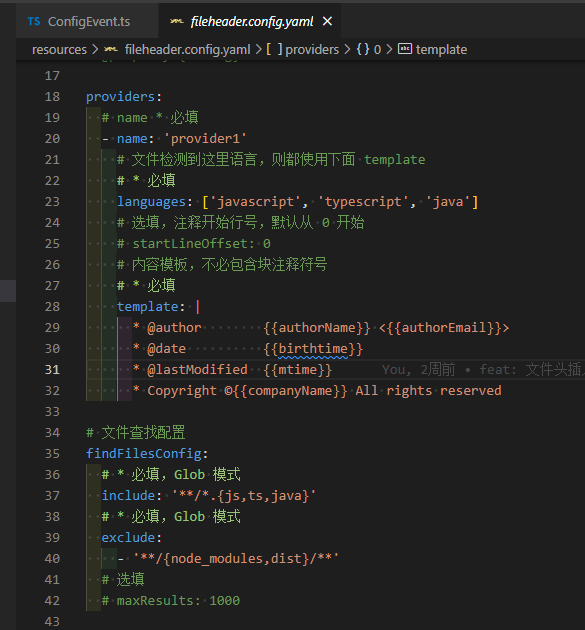 TS ConfigEvent.ts
fileheader.config.yaml ×
resources > fileheader.config.yaml > [ ] providers > {} 0 > abc template
17
18 providers:
19 # name * 必填
20 - name: 'provider1'
21 # 文件检测到这里语言，则都使用下面 template
22 # * 必填
23 languages: ['javascript', 'typescript', 'java']
24 # 选填，注释开始行号，默认从 0 开始
25 # startLineOffset: 0
26 # 内容模板，不必包含块注释符号
27 # * 必填
28 template: |
29 * @author {{authorName}} <{{authorEmail}}>
30 * @date {{birthtime}}
31 * @lastModified {{mtime}} You, 2周前 • feat: 文件头插
32 * Copyright ©{{companyName}} All rights reserved
33
34 # 文件查找配置
35 findFilesConfig:
36 # * 必填，Glob 模式
37 include: '**/*.{js,ts,java}'
38 # * 必填，Glob 模式
39 exclude:
40 - '**/{node_modules,dist}/**'
41 # 选填
42 # maxResults: 1000
43